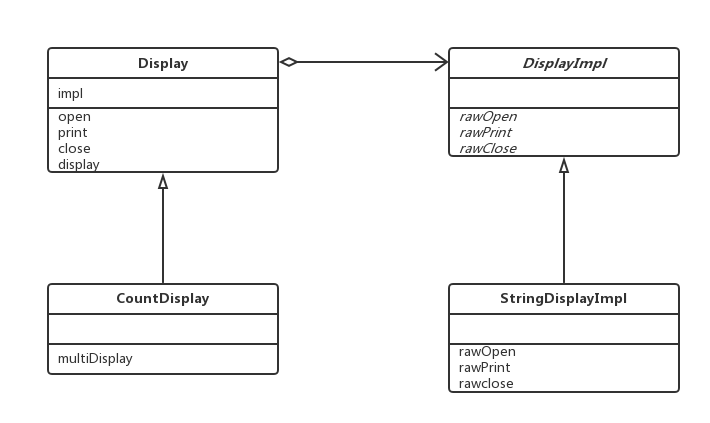 Display
impl
open
print
close
display
DisplayImpl
rawOpen
rawPrint
rawClose
CountDisplay
multiDisplay
StringDisplayImpl
rawOpen
rawPrint
rawclose